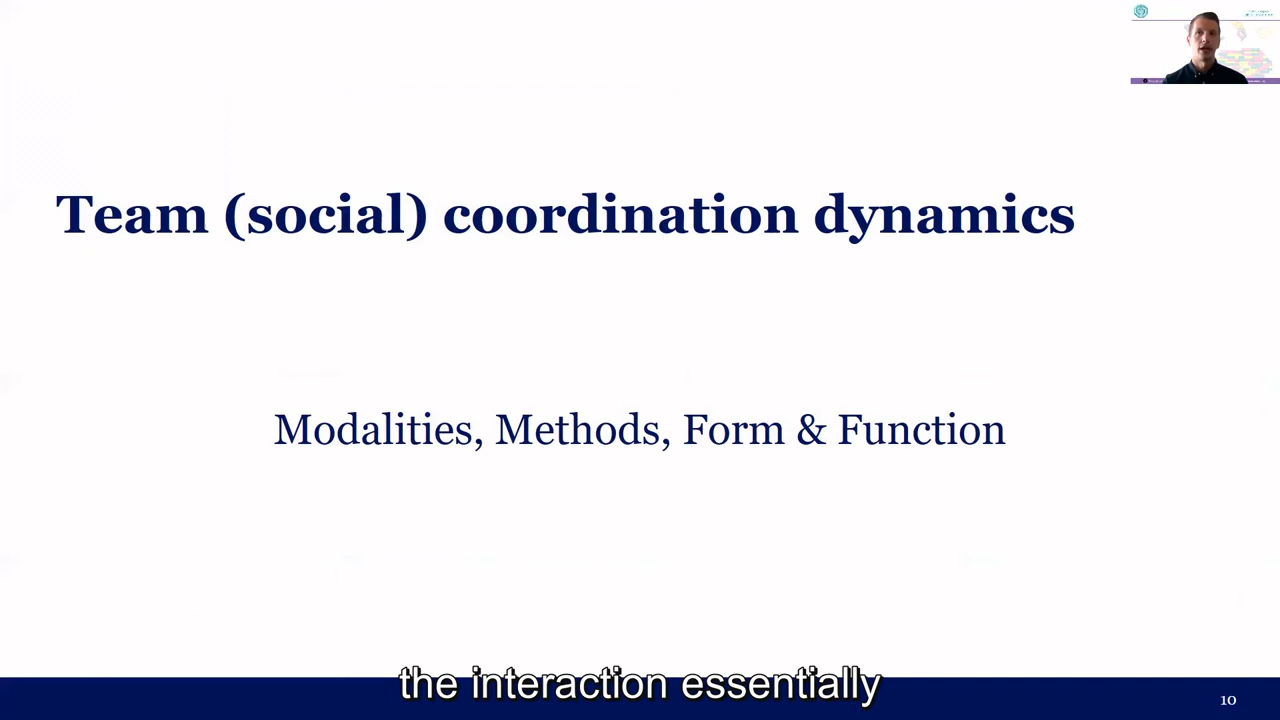 Team (social) coordination dynamics
Modalities, Methods, Form & Function
the interaction essentially
10